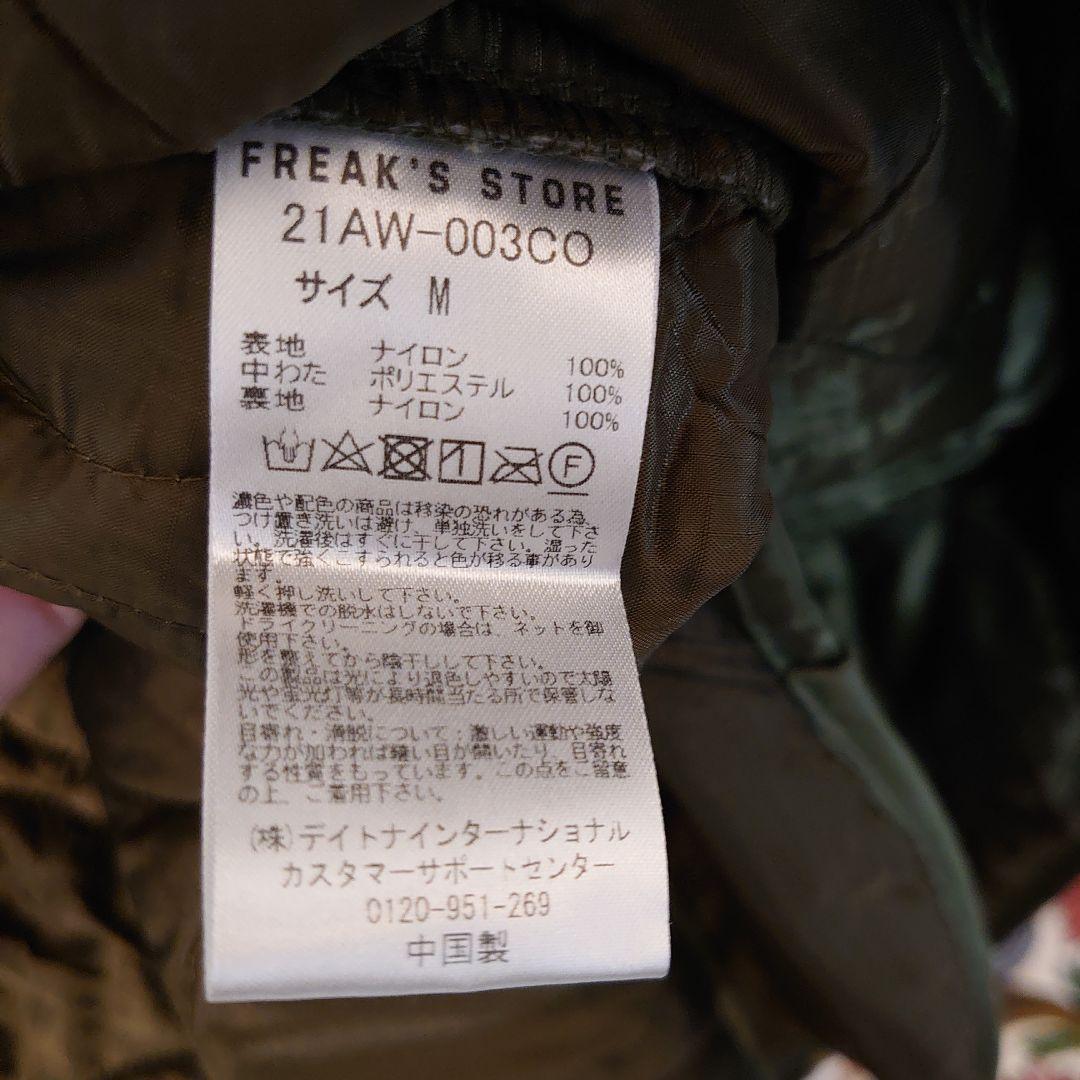 FREAK'S STORE
21AW-003CO
サイズ M
表地 ナイロン 100%
中わた ポリエステル 100%
裏地 ナイロン 100%
F
濃色や配色の商品は移染の恐れがある為
つけ置き洗いは避け、単独洗いをして下さ
い。洗濯後はすぐに干して下さい。湿った
状態で強くこすられると色が移る事があり
ます。
軽く押し洗いして下さい。
洗濯機での脱水はしないで下さい。
ドライクリーニングの場合は、ネットを御
使用下さい。
形を整えてから陰干しして下さい。
この製品は光により退色しやすいので太陽
光や蛍光灯等が長時間当たる所で保管しな
いでください。
目寄れ・滑脱について：激しい運動や強度
な力が加われば縫い目が開いたり、目寄れ
する性質をもっています。この点をご留意
の上、ご着用下さい。
(株)デイトナインターナショナル
カスタマーサポートセンター
0120-951-269
中国製